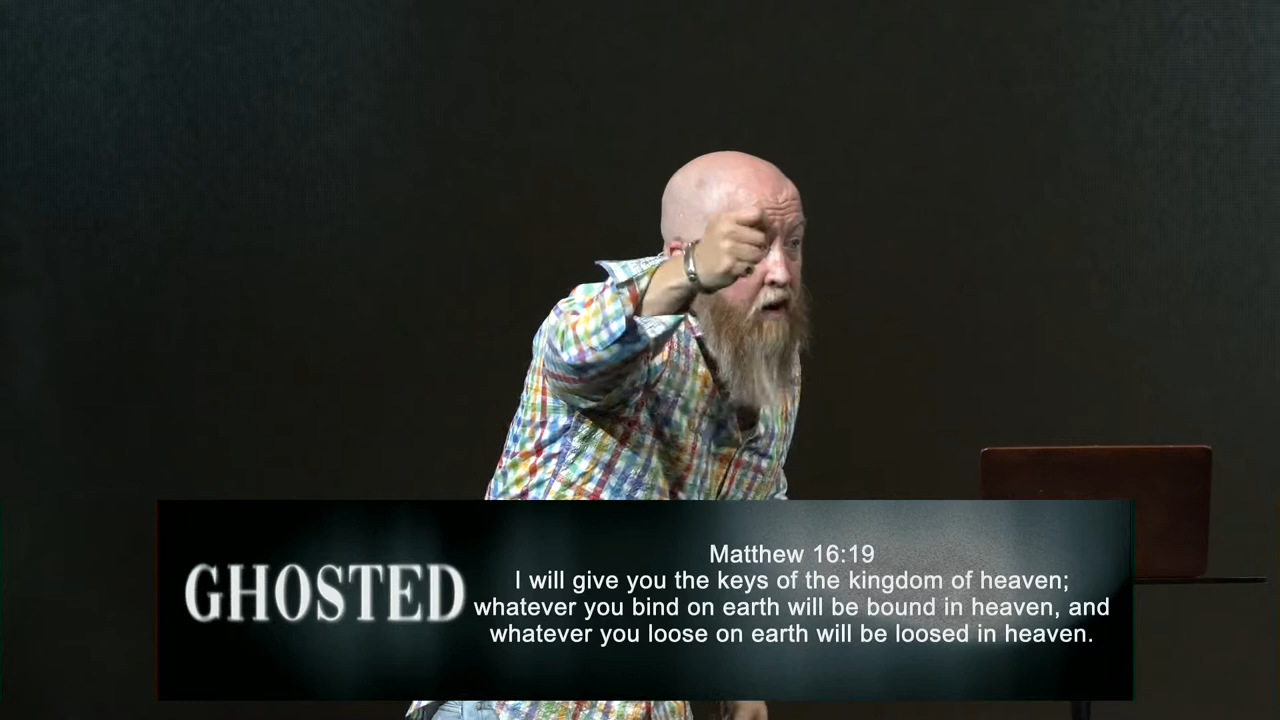 GHOSTED
Matthew 16:19
I will give you the keys of the kingdom of heaven;
whatever you bind on earth will be bound in heaven, and
whatever you loose on earth will be loosed in heaven.